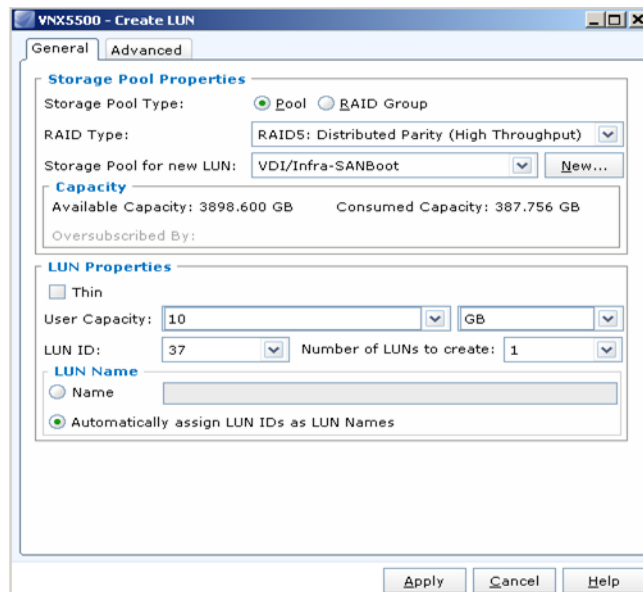 VNX5500 - Create LUN
General Advanced
Storage Pool Properties
Storage Pool Type: Pool RAID Group
RAID Type: RAID5: Distributed Parity (High Throughput)
Storage Pool for new LUN: VDI/Infra-SANBoot New...
Capacity
Available Capacity: 3898.600 GB Consumed Capacity: 387.756 GB
Oversubscribed By:
LUN Properties
Thin
User Capacity: 10 GB
LUN ID: 37 Number of LUNs to create: 1
LUN Name
Name
Automatically assign LUN IDs as LUN Names
Apply Cancel Help